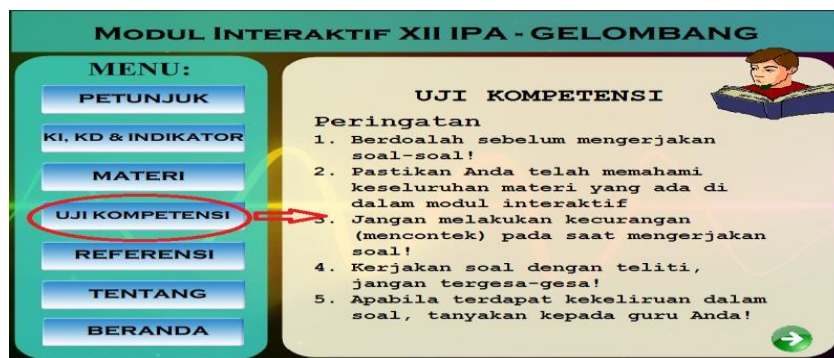 MODUL INTERAKTIF XII IPA - GELOMBANG
MENU:
PETUNJUK
KI, KD & INDIKATOR
MATERI
UJI KOMPETENSI
REFERENSI
TENTANG
BERANDA
UJI KOMPETENSI
Peringatan
1. Berdoalah sebelum mengerjakan
soal-soal!
2. Pastikan Anda telah memahami
keseluruhan materi yang ada di
dalam modul interaktif
3. Jangan melakukan kecurangan
(mencontek) pada saat mengerjakan
soal!
4. Kerjakan soal dengan teliti,
jangan tergesa-gesa!
5. Apabila terdapat kekeliruan dalam
soal, tanyakan kepada guru Anda!